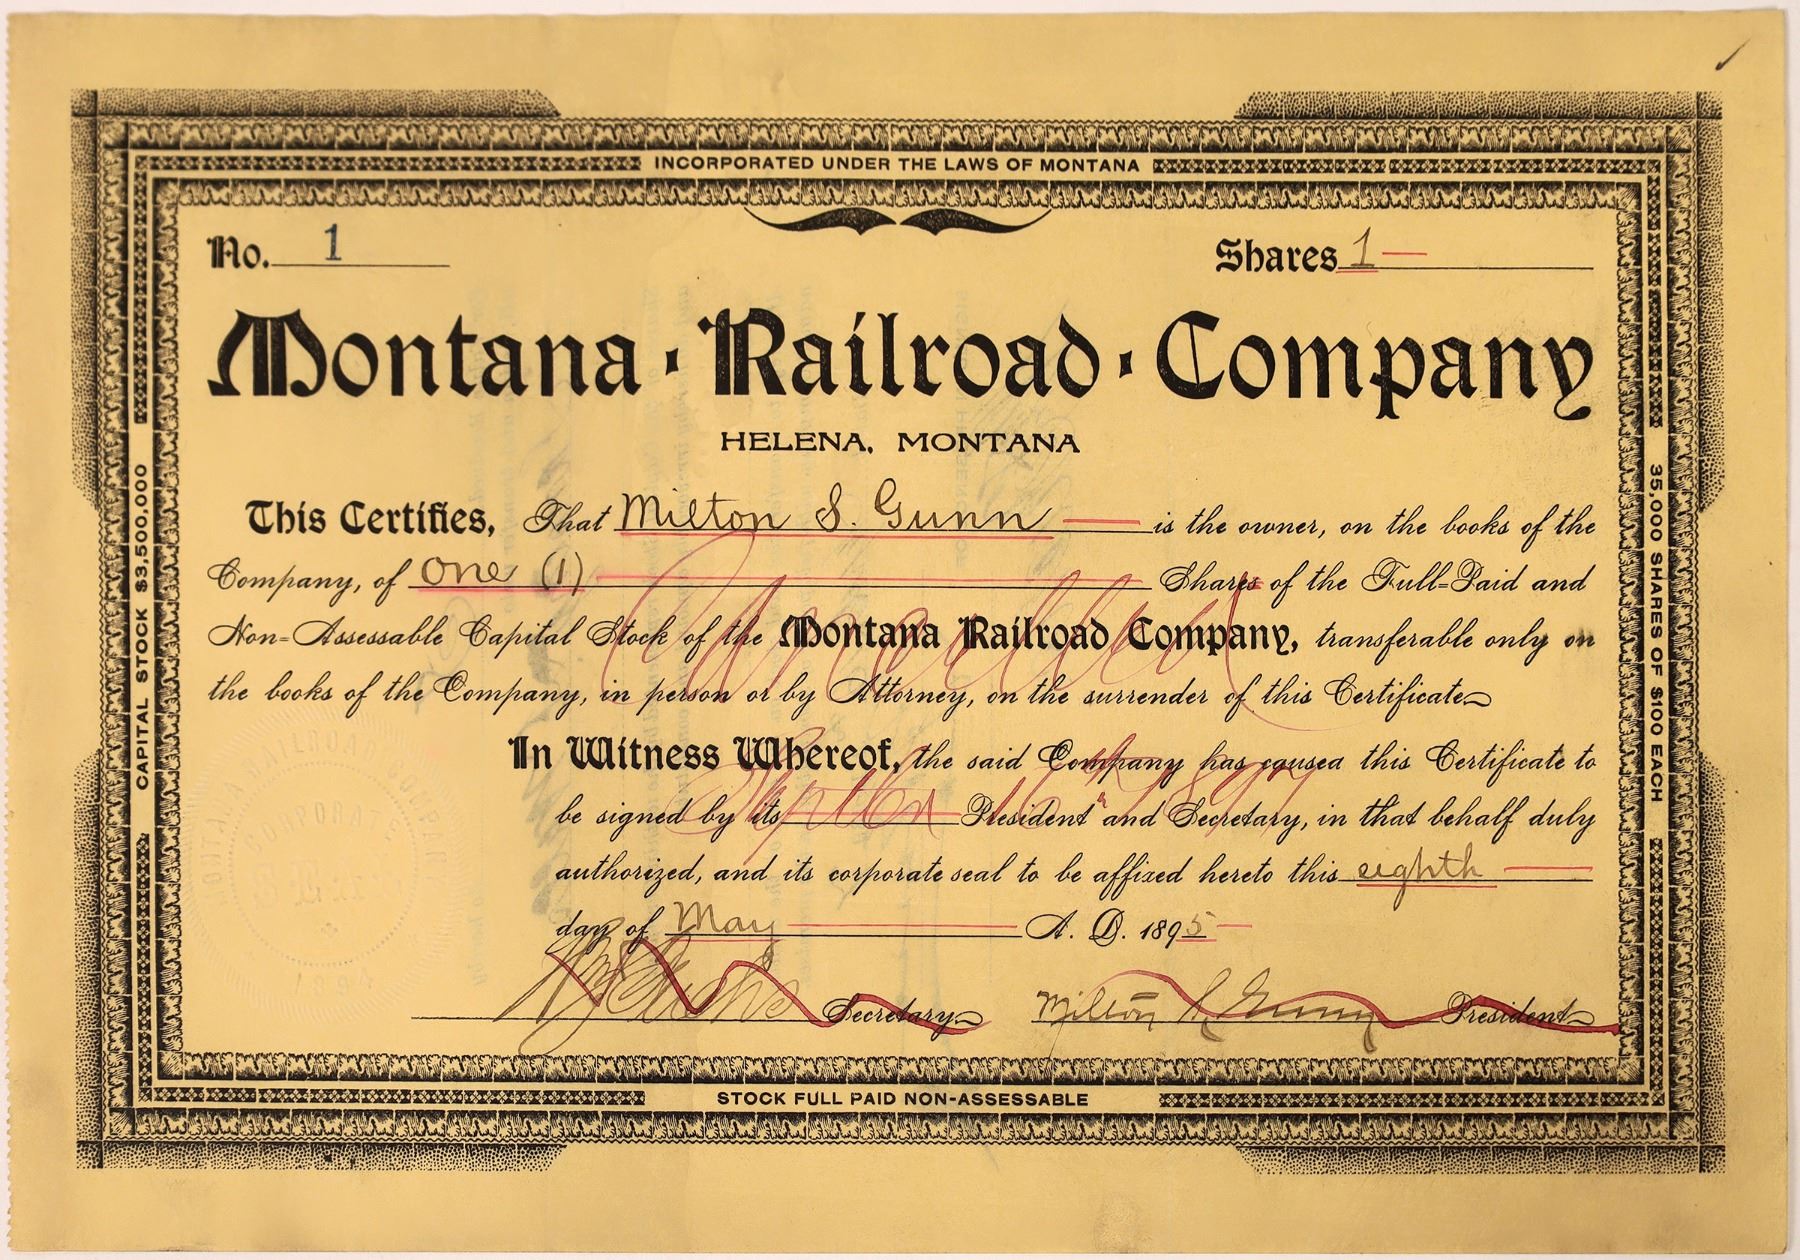 INCORPORATED UNDER THE LAWS OF MONTANA
No. 1
Shares 1
Montana · Railroad · Company
HELENA, MONTANA
CAPITAL STOCK $3,500,000
35,000 SHARES OF $100 EACH
This Certifies, That Milton S. Gunn is the owner, on the books of the
Company, of One (1) Shares of the Full-Paid and
Non-Assessable Capital Stock of the Montana Railroad Company, transferable only on
the books of the Company, in person or by Attorney, on the surrender of this Certificate
Cancelled
In Witness Whereof, the said Company has caused this Certificate to
be signed by its President and Secretary, in that behalf duly
authorized, and its corporate seal to be affixed hereto this eighth
day of May A. D. 1895
Secretary
Milton S. Gunn President
MONTANA RAILROAD COMPANY
CORPORATE
SEAL
1894
STOCK FULL PAID NON-ASSESSABLE